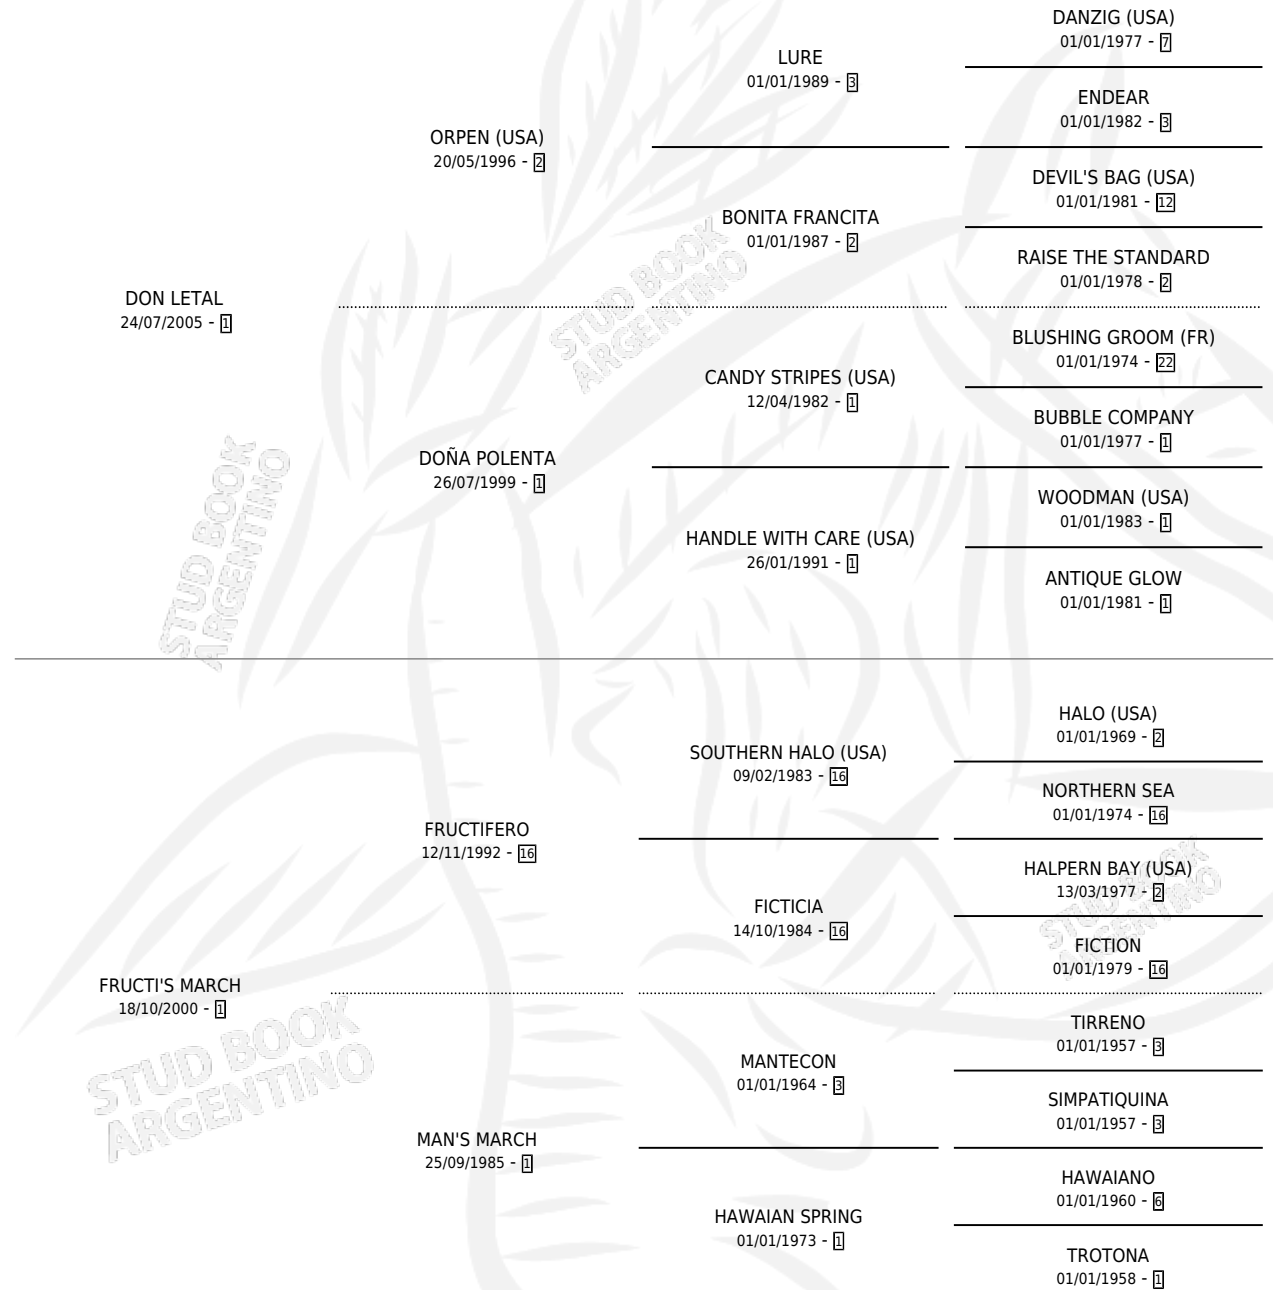 DANZIG (USA)
01/01/1977 - 7
LURE
01/01/1989 - 3
ENDEAR
01/01/1982 - 3
ORPEN (USA)
20/05/1996 - 2
DEVIL'S BAG (USA)
01/01/1981 - 12
BONITA FRANCITA
01/01/1987 - 2
RAISE THE STANDARD
01/01/1978 - 2
DON LETAL
24/07/2005 - 1
BLUSHING GROOM (FR)
01/01/1974 - 22
CANDY STRIPES (USA)
12/04/1982 - 1
BUBBLE COMPANY
01/01/1977 - 1
DOÑA POLENTA
26/07/1999 - 1
WOODMAN (USA)
01/01/1983 - 1
HANDLE WITH CARE (USA)
26/01/1991 - 1
ANTIQUE GLOW
01/01/1981 - 1
STUD BOOK
ARGENTINO
STUD BOOK
ARGENTINO
HALO (USA)
01/01/1969 - 2
SOUTHERN HALO (USA)
09/02/1983 - 16
NORTHERN SEA
01/01/1974 - 16
FRUCTIFERO
12/11/1992 - 16
HALPERN BAY (USA)
13/03/1977 - 2
FICTICIA
14/10/1984 - 16
FICTION
01/01/1979 - 16
STUD BOOK
ARGENTINO
FRUCTI'S MARCH
18/10/2000 - 1
TIRRENO
01/01/1957 - 3
MANTECON
01/01/1964 - 3
SIMPATIQUINA
01/01/1957 - 3
MAN'S MARCH
25/09/1985 - 1
HAWAIANO
01/01/1960 - 6
HAWAIAN SPRING
01/01/1973 - 1
TROTONA
01/01/1958 - 1
STUD BOOK
ARGENTINO